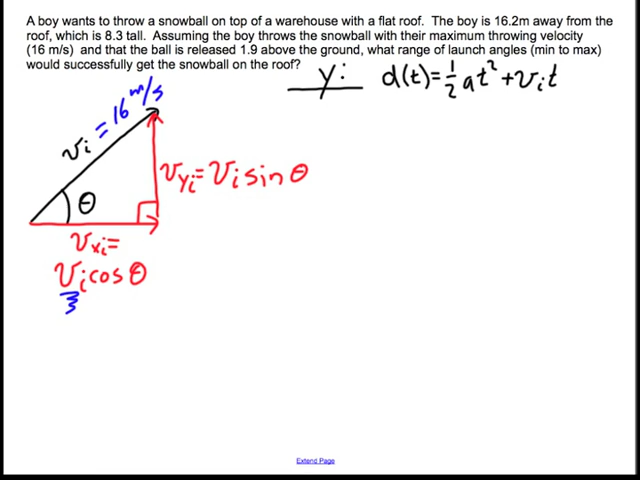 A boy wants to throw a snowball on top of a warehouse with a flat roof. The boy is 16.2m away from the
roof, which is 8.3 tall. Assuming the boy throws the snowball with their maximum throwing velocity
(16 m/s) and that the ball is released 1.9 above the ground, what range of launch angles (min to max)
would successfully get the snowball on the roof?
y: d(t)=½at²+vᵢt
vᵢ = 16 m/s
v_yᵢ=vᵢ sin θ
θ
v_xᵢ=
vᵢ cos θ
Extend Page